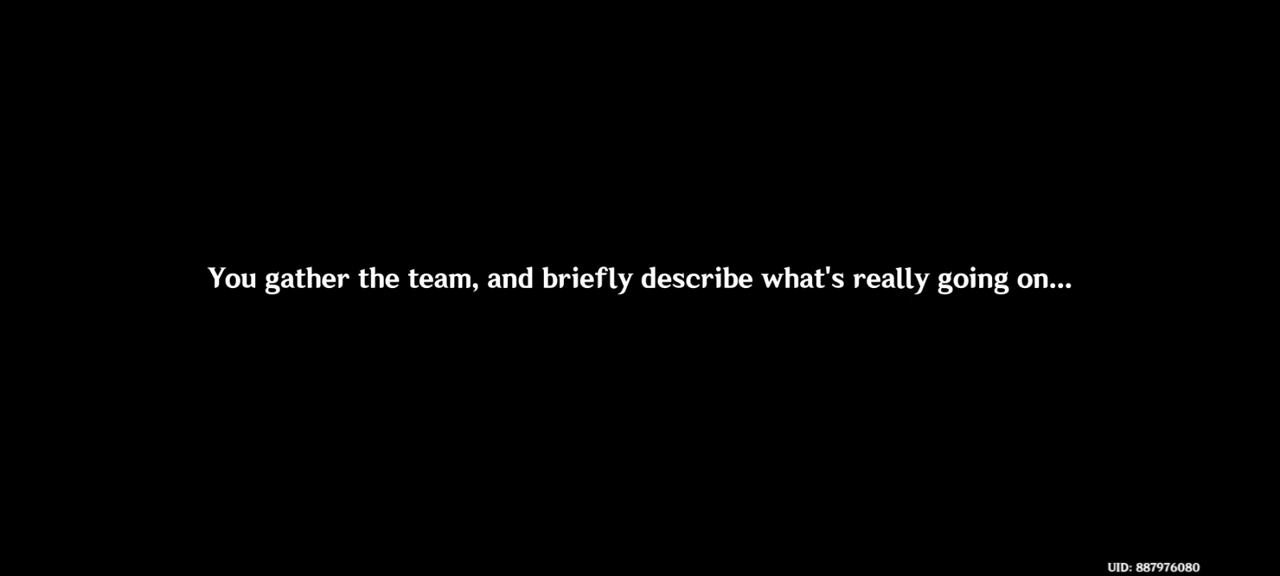 You gather the team, and briefly describe what's really going on...
UID: 887976080